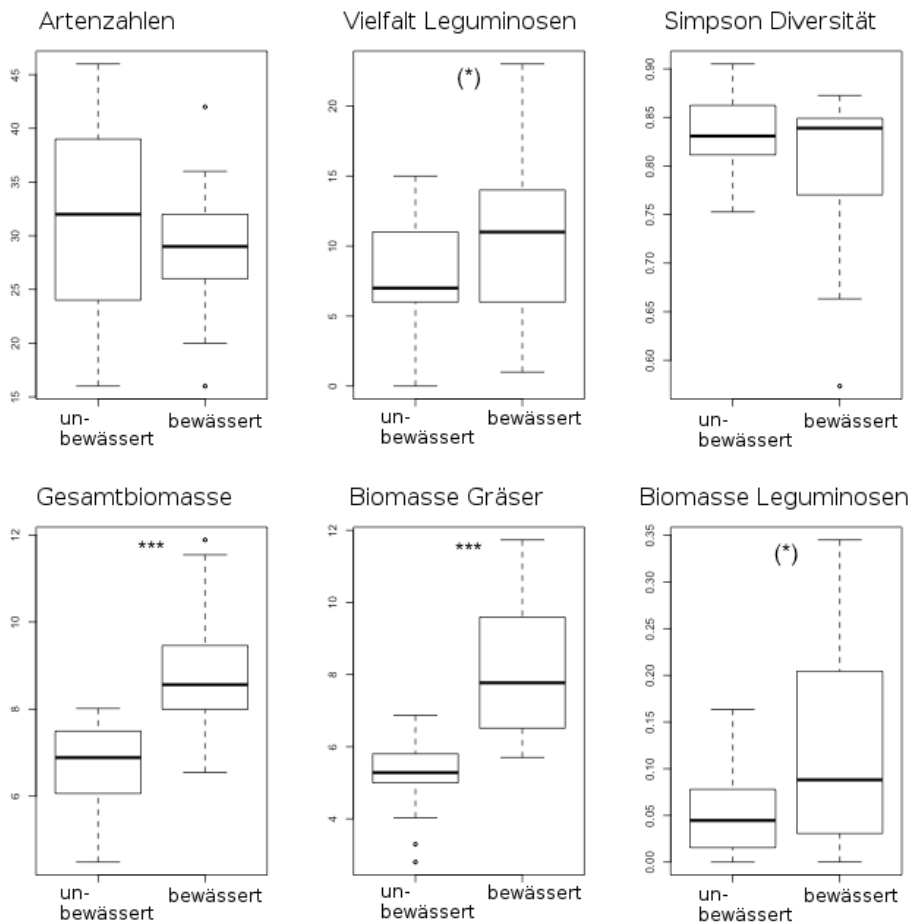 Artenzahlen
15 20 25 30 35 40 45
un-
bewässert
bewässert
Vielfalt Leguminosen
0 5 10 15 20
(*)
un-
bewässert
bewässert
Simpson Diversität
0.60 0.65 0.70 0.75 0.80 0.85 0.90
un-
bewässert
bewässert
Gesamtbiomasse
6 8 10 12
***
un-
bewässert
bewässert
Biomasse Gräser
4 6 8 10 12
***
un-
bewässert
bewässert
Biomasse Leguminosen
0.00 0.05 0.10 0.15 0.20 0.25 0.30 0.35
(*)
un-
bewässert
bewässert